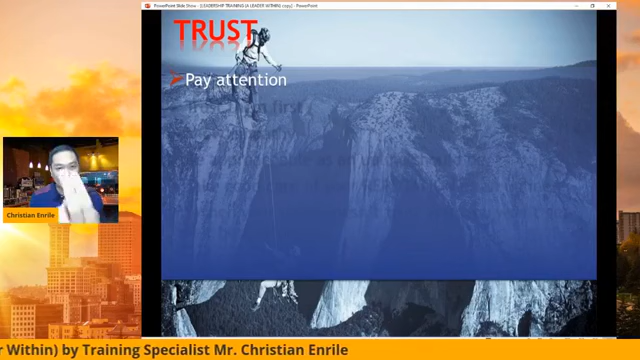 PowerPoint Slide Show - [LEADERSHIP TRAINING (A LEADER WITHIN) copy] - PowerPoint
TRUST
Pay attention
Christian Enrile
r Within) by Training Specialist Mr. Christian Enrile